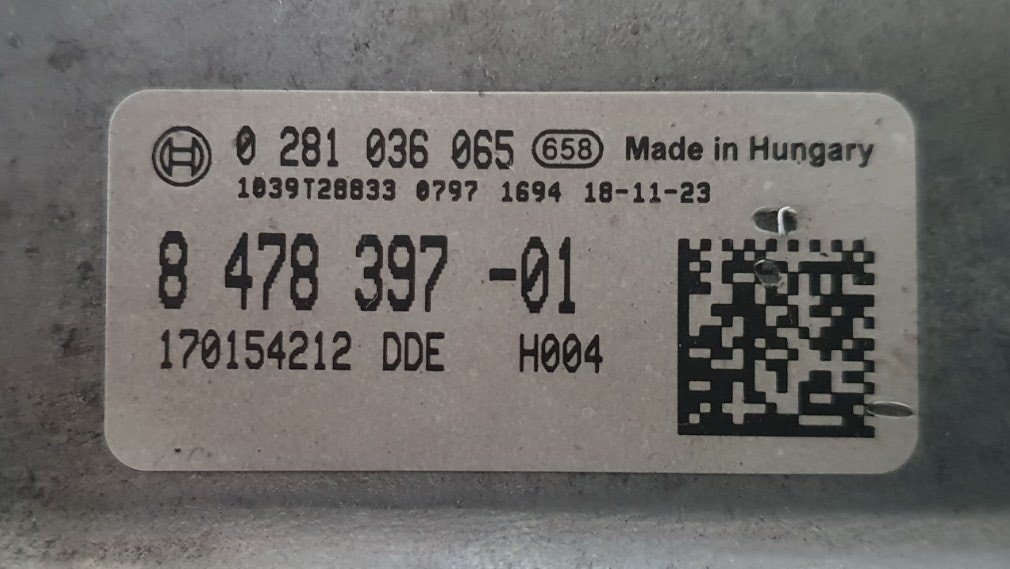 0 281 036 065 658 Made in Hungary
1039T28833 0797 1694 18-11-23
8 478 397 -01
170154212 DDE H004